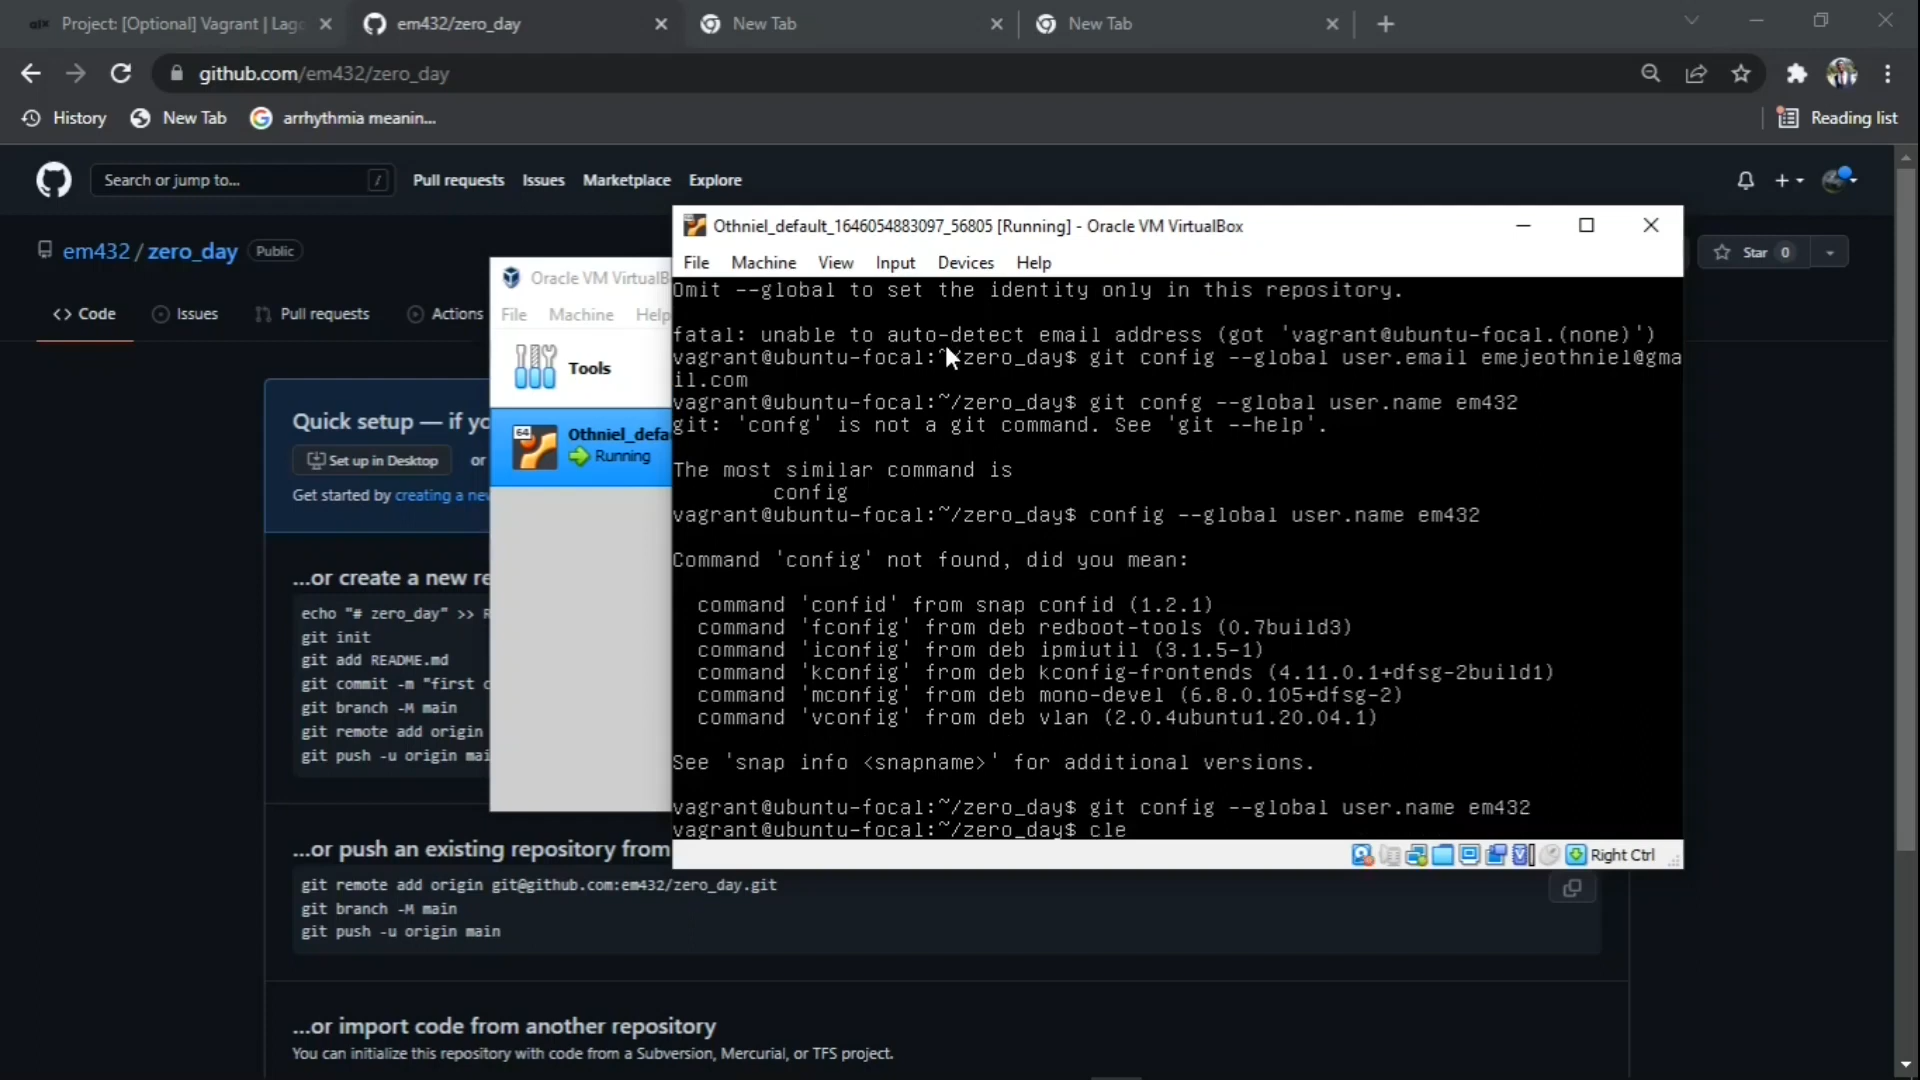 Project: [Optional] Vagrant | Lag
em432/zero_day
New Tab
New Tab
github.com/em432/zero_day
History
New Tab
arrhythmia meanin...
Reading list
Search or jump to...
/
Pull requests
Issues
Marketplace
Explore
em432 / zero_day
Public
Star 0
Code
Issues
Pull requests
Actions
Quick setup — if yo
Set up in Desktop
or
Get started by creating a new
...or create a new re
echo "# zero_day" >> R
git init
git add README.md
git commit -m "first c
git branch -M main
git remote add origin
git push -u origin mai
...or push an existing repository from
git remote add origin git@github.com:em432/zero_day.git
git branch -M main
git push -u origin main
...or import code from another repository
You can initialize this repository with code from a Subversion, Mercurial, or TFS project.
Oracle VM VirtualB
File
Machine
Help
Tools
64
Othniel_defa
Running
Othniel_default_1646054883097_56805 [Running] - Oracle VM VirtualBox
File
Machine
View
Input
Devices
Help
Omit --global to set the identity only in this repository.
fatal: unable to auto-detect email address (got 'vagrant@ubuntu-focal.(none)')
vagrant@ubuntu-focal:~/zero_day$ git config --global user.email emejeothniel@gma
il.com
vagrant@ubuntu-focal:~/zero_day$ git confg --global user.name em432
git: 'confg' is not a git command. See 'git --help'.
The most similar command is
config
vagrant@ubuntu-focal:~/zero_day$ config --global user.name em432
Command 'config' not found, did you mean:
command 'confid' from snap confid (1.2.1)
command 'fconfig' from deb redboot-tools (0.7build3)
command 'iconfig' from deb ipmiutil (3.1.5-1)
command 'kconfig' from deb kconfig-frontends (4.11.0.1+dfsg-2build1)
command 'mconfig' from deb mono-devel (6.8.0.105+dfsg-2)
command 'vconfig' from deb vlan (2.0.4ubuntu1.20.04.1)
See 'snap info <snapname>' for additional versions.
vagrant@ubuntu-focal:~/zero_day$ git config --global user.name em432
vagrant@ubuntu-focal:~/zero_day$ cle
Right Ctrl